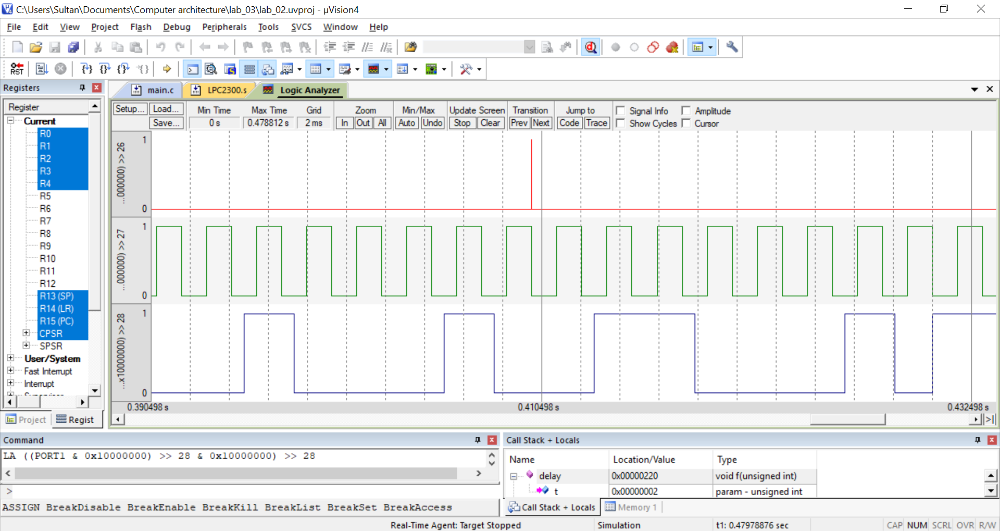 C:\Users\Sultan\Documents\Computer architecture\lab_03\lab_02.uvproj - µVision4
File Edit View Project Flash Debug Peripherals Tools SVCS Window Help
RST
Registers
main.c LPC2300.s Logic Analyzer
Register
Current
R0
R1
R2
R3
R4
R5
R6
R7
R8
R9
R10
R11
R12
R13 (SP)
R14 (LR)
R15 (PC)
CPSR
SPSR
User/System
Fast Interrupt
Interrupt
Project Regist
Setup... Load... Min Time Max Time Grid Zoom Min/Max Update Screen Transition Jump to Signal Info Amplitude
Save... 0 s 0.478812 s 2 ms In Out All Auto Undo Stop Clear Prev Next Code Trace Show Cycles Cursor
1
...000000) >> 26
0
1
...000000) >> 27
0
1
...x10000000) >> 28
0
0.390498 s 0.410498 s 0.432498 s
Command
LA ((PORT1 & 0x10000000) >> 28 & 0x10000000) >> 28
>
ASSIGN BreakDisable BreakEnable BreakKill BreakList BreakSet BreakAccess
Call Stack + Locals
Name Location/Value Type
delay 0x00000220 void f(unsigned int)
t 0x00000002 param - unsigned int
Call Stack + Locals Memory 1
Real-Time Agent: Target Stopped Simulation t1: 0.47978876 sec CAP NUM SCRL OVR R/W